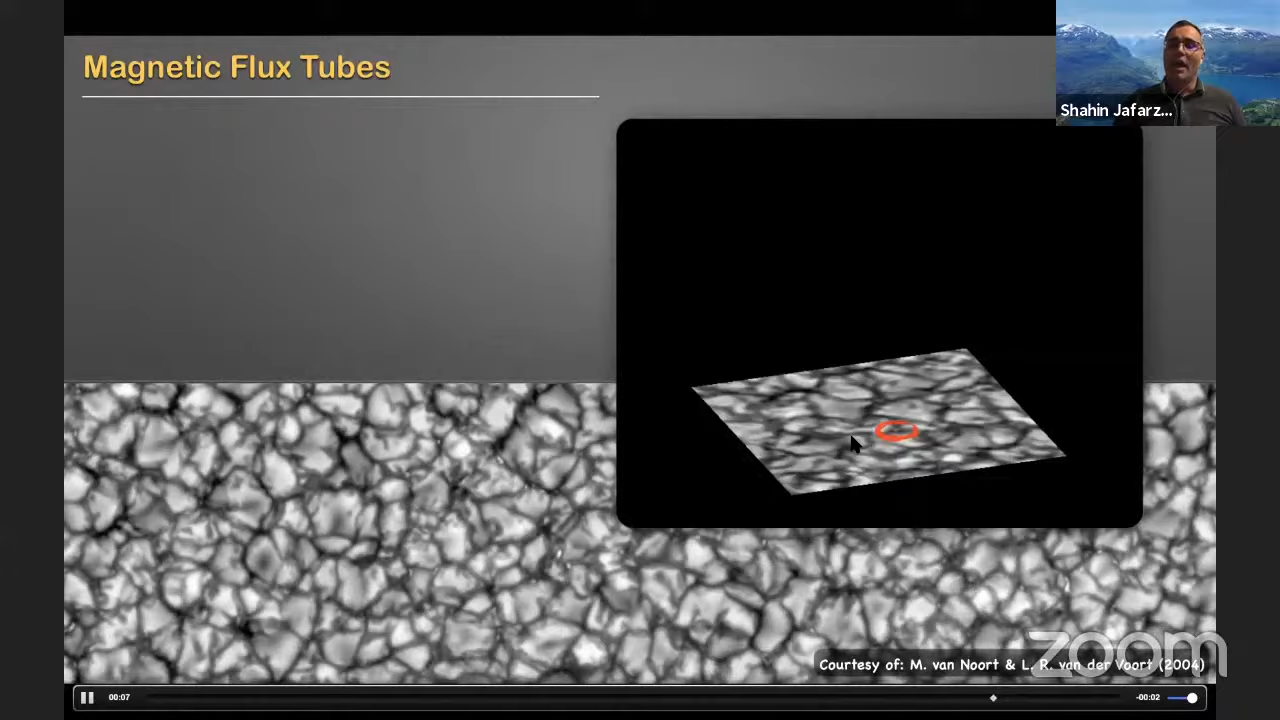 Magnetic Flux Tubes
Shahin Jafarz...
Courtesy of: M. van Noort & L. R. van der Voort (2004)
zoom
00:07
-00:02